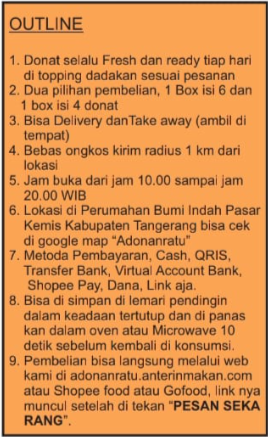 OUTLINE
1. Donat selalu Fresh dan ready tiap hari
di topping dadakan sesuai pesanan
2. Dua pilihan pembelian, 1 Box isi 6 dan
1 box isi 4 donat
3. Bisa Delivery danTake away (ambil di
tempat)
4. Bebas ongkos kirim radius 1 km dari
lokasi
5. Jam buka dari jam 10.00 sampai jam
20.00 WIB
6. Lokasi di Perumahan Bumi Indah Pasar
Kemis Kabupaten Tangerang bisa cek
di google map “Adonanratu”
7. Metoda Pembayaran, Cash, QRIS,
Transfer Bank, Virtual Account Bank,
Shopee Pay, Dana, Link aja.
8. Bisa di simpan di lemari pendingin
dalam keadaan tertutup dan di panas
kan dalam oven atau Microwave 10
detik sebelum kembali di konsumsi.
9. Pembelian bisa langsung melalui web
kami di adonanratu.anterinmakan.com
atau Shopee food atau Gofood, link nya
muncul setelah di tekan “PESAN SEKA
RANG”.